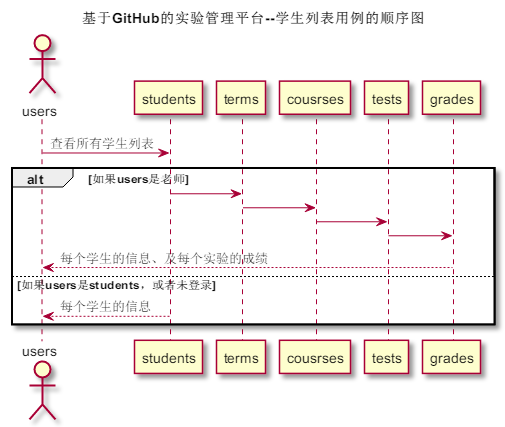 基于GitHub的实验管理平台--学生列表用例的顺序图
users
students
terms
cousrses
tests
grades
查看所有学生列表
alt
[如果users是老师]
每个学生的信息、及每个实验的成绩
[如果users是students，或者未登录]
每个学生的信息
users
students
terms
cousrses
tests
grades